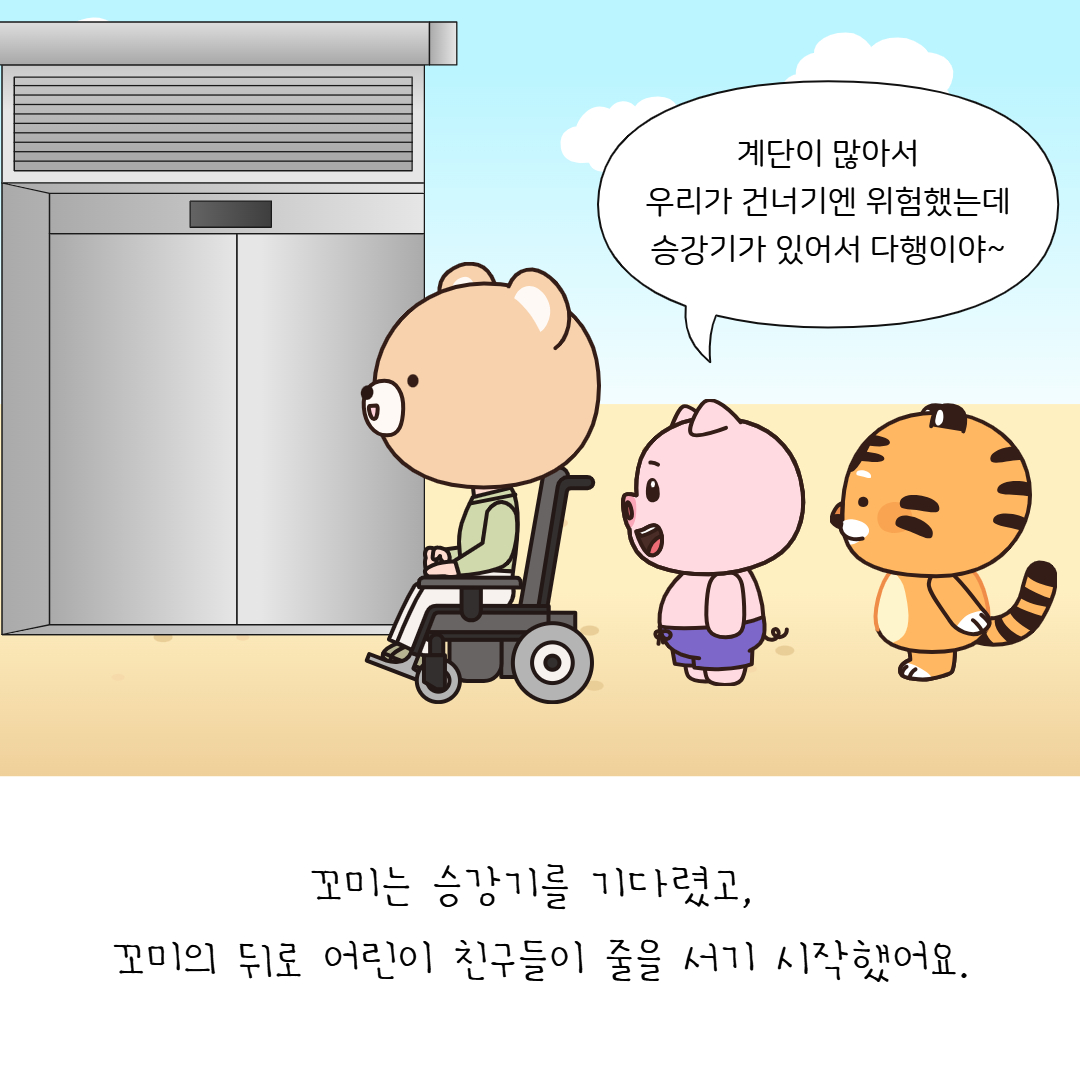 계단이 많아서
우리가 건너기엔 위험했는데
승강기가 있어서 다행이야~
꼬미는 승강기를 기다렸고,
꼬미의 뒤로 어린이 친구들이 줄을 서기 시작했어요.